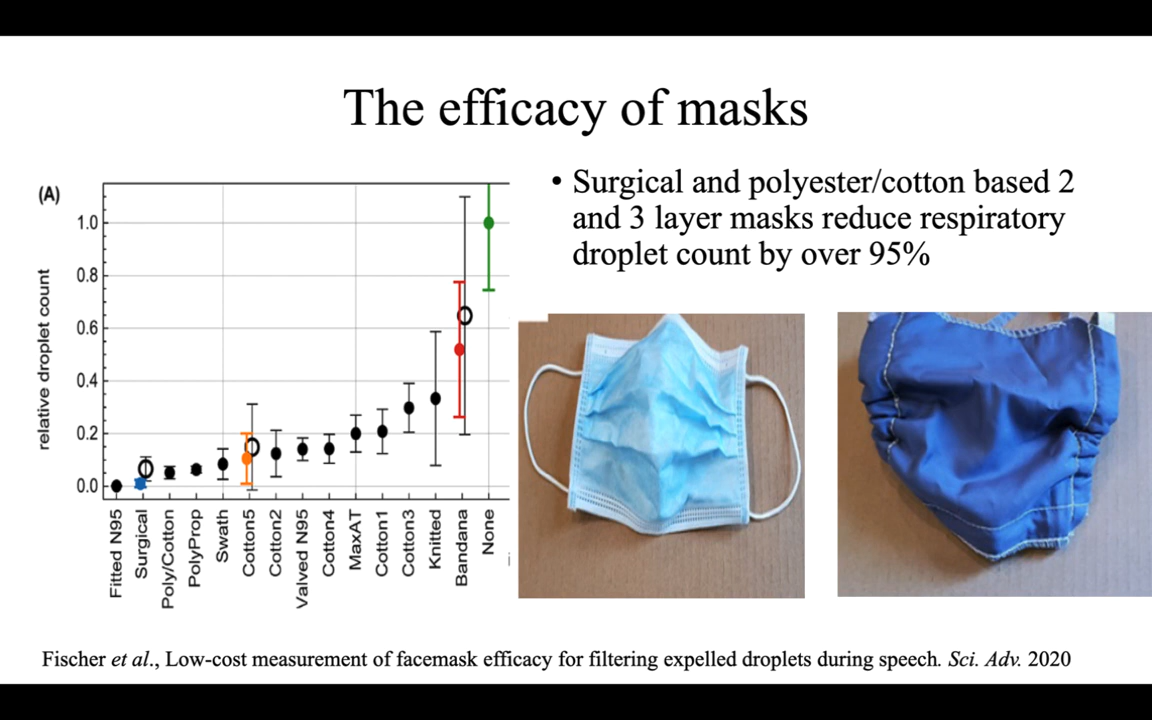 The efficacy of masks
(A)
relative droplet count
1.0
0.8
0.6
0.4
0.2
0.0
Fitted N95
Surgical
Poly/Cotton
PolyProp
Swath
Cotton5
Cotton2
Valved N95
Cotton4
MaxAT
Cotton1
Cotton3
Knitted
Bandana
None
• Surgical and polyester/cotton based 2
and 3 layer masks reduce respiratory
droplet count by over 95%
Fischer et al., Low-cost measurement of facemask efficacy for filtering expelled droplets during speech. Sci. Adv. 2020